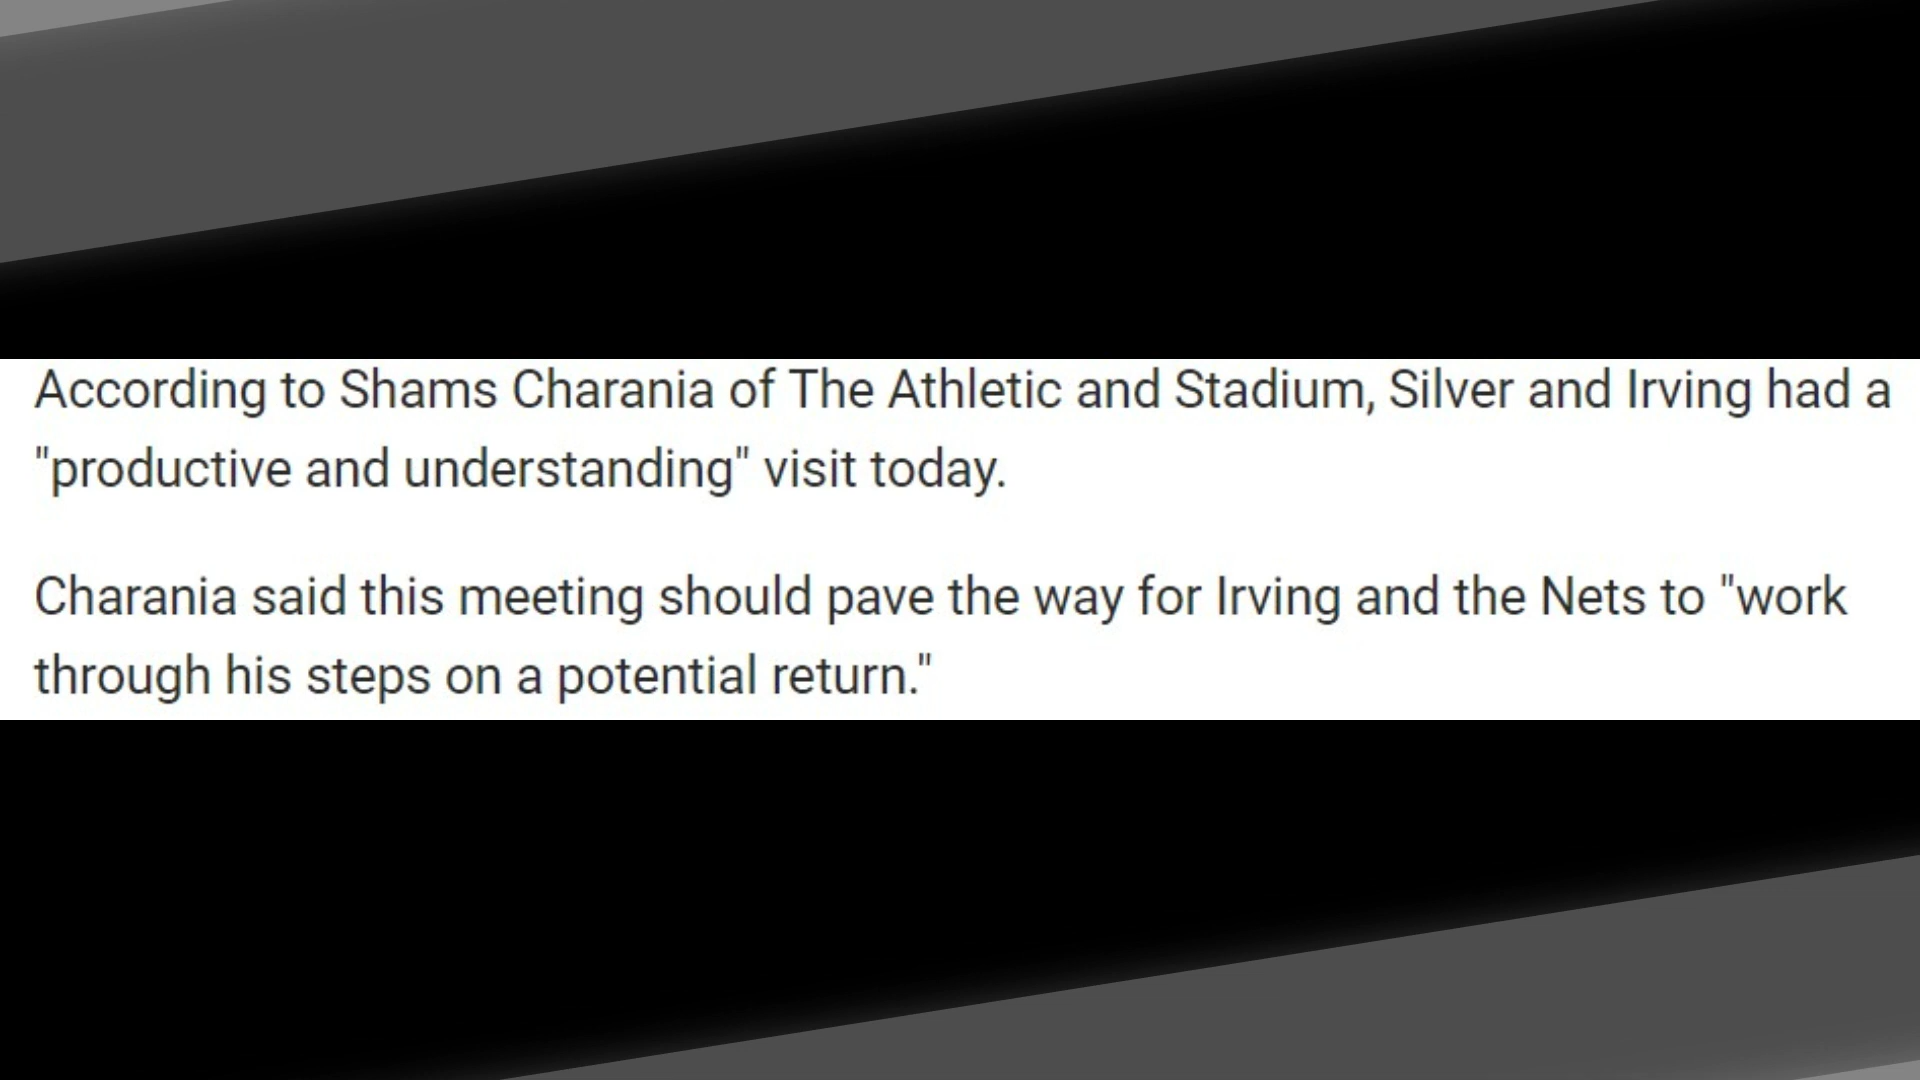 According to Shams Charania of The Athletic and Stadium, Silver and Irving had a
"productive and understanding" visit today.
Charania said this meeting should pave the way for Irving and the Nets to "work
through his steps on a potential return."